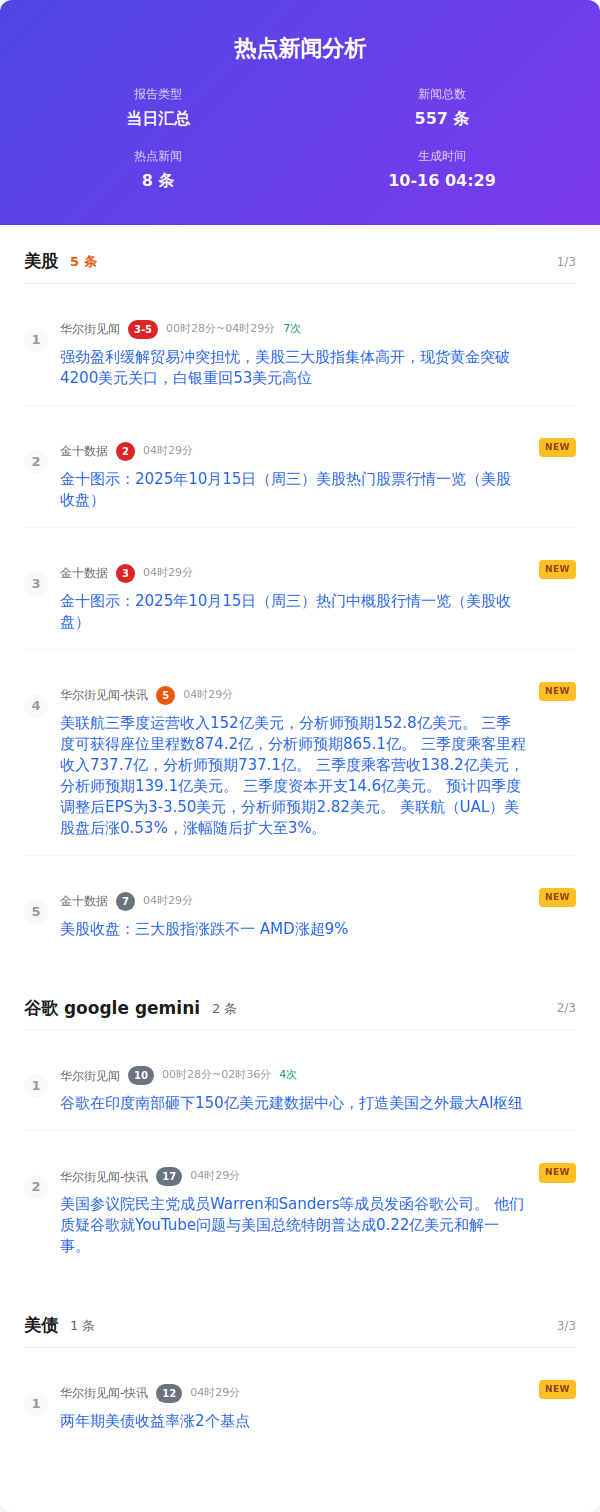 热点新闻分析
报告类型
当日汇总
新闻总数
557 条
热点新闻
8 条
生成时间
10-16 04:29
美股 5 条 1/3
1
华尔街见闻 3-5 00时28分~04时29分 7次
强劲盈利缓解贸易冲突担忧，美股三大股指集体高开，现货黄金突破
4200美元关口，白银重回53美元高位
2
金十数据 2 04时29分 NEW
金十图示：2025年10月15日（周三）美股热门股票行情一览（美股
收盘）
3
金十数据 3 04时29分 NEW
金十图示：2025年10月15日（周三）热门中概股行情一览（美股收
盘）
4
华尔街见闻-快讯 5 04时29分 NEW
美联航三季度运营收入152亿美元，分析师预期152.8亿美元。 三季
度可获得座位里程数874.2亿，分析师预期865.1亿。 三季度乘客里程
收入737.7亿，分析师预期737.1亿。 三季度乘客营收138.2亿美元，
分析师预期139.1亿美元。 三季度资本开支14.6亿美元。 预计四季度
调整后EPS为3-3.50美元，分析师预期2.82美元。 美联航（UAL）美
股盘后涨0.53%，涨幅随后扩大至3%。
5
金十数据 7 04时29分 NEW
美股收盘：三大股指涨跌不一 AMD涨超9%
谷歌 google gemini 2 条 2/3
1
华尔街见闻 10 00时28分~02时36分 4次
谷歌在印度南部砸下150亿美元建数据中心，打造美国之外最大AI枢纽
2
华尔街见闻-快讯 17 04时29分 NEW
美国参议院民主党成员Warren和Sanders等成员发函谷歌公司。 他们
质疑谷歌就YouTube问题与美国总统特朗普达成0.22亿美元和解一
事。
美债 1 条 3/3
1
华尔街见闻-快讯 12 04时29分 NEW
两年期美债收益率涨2个基点